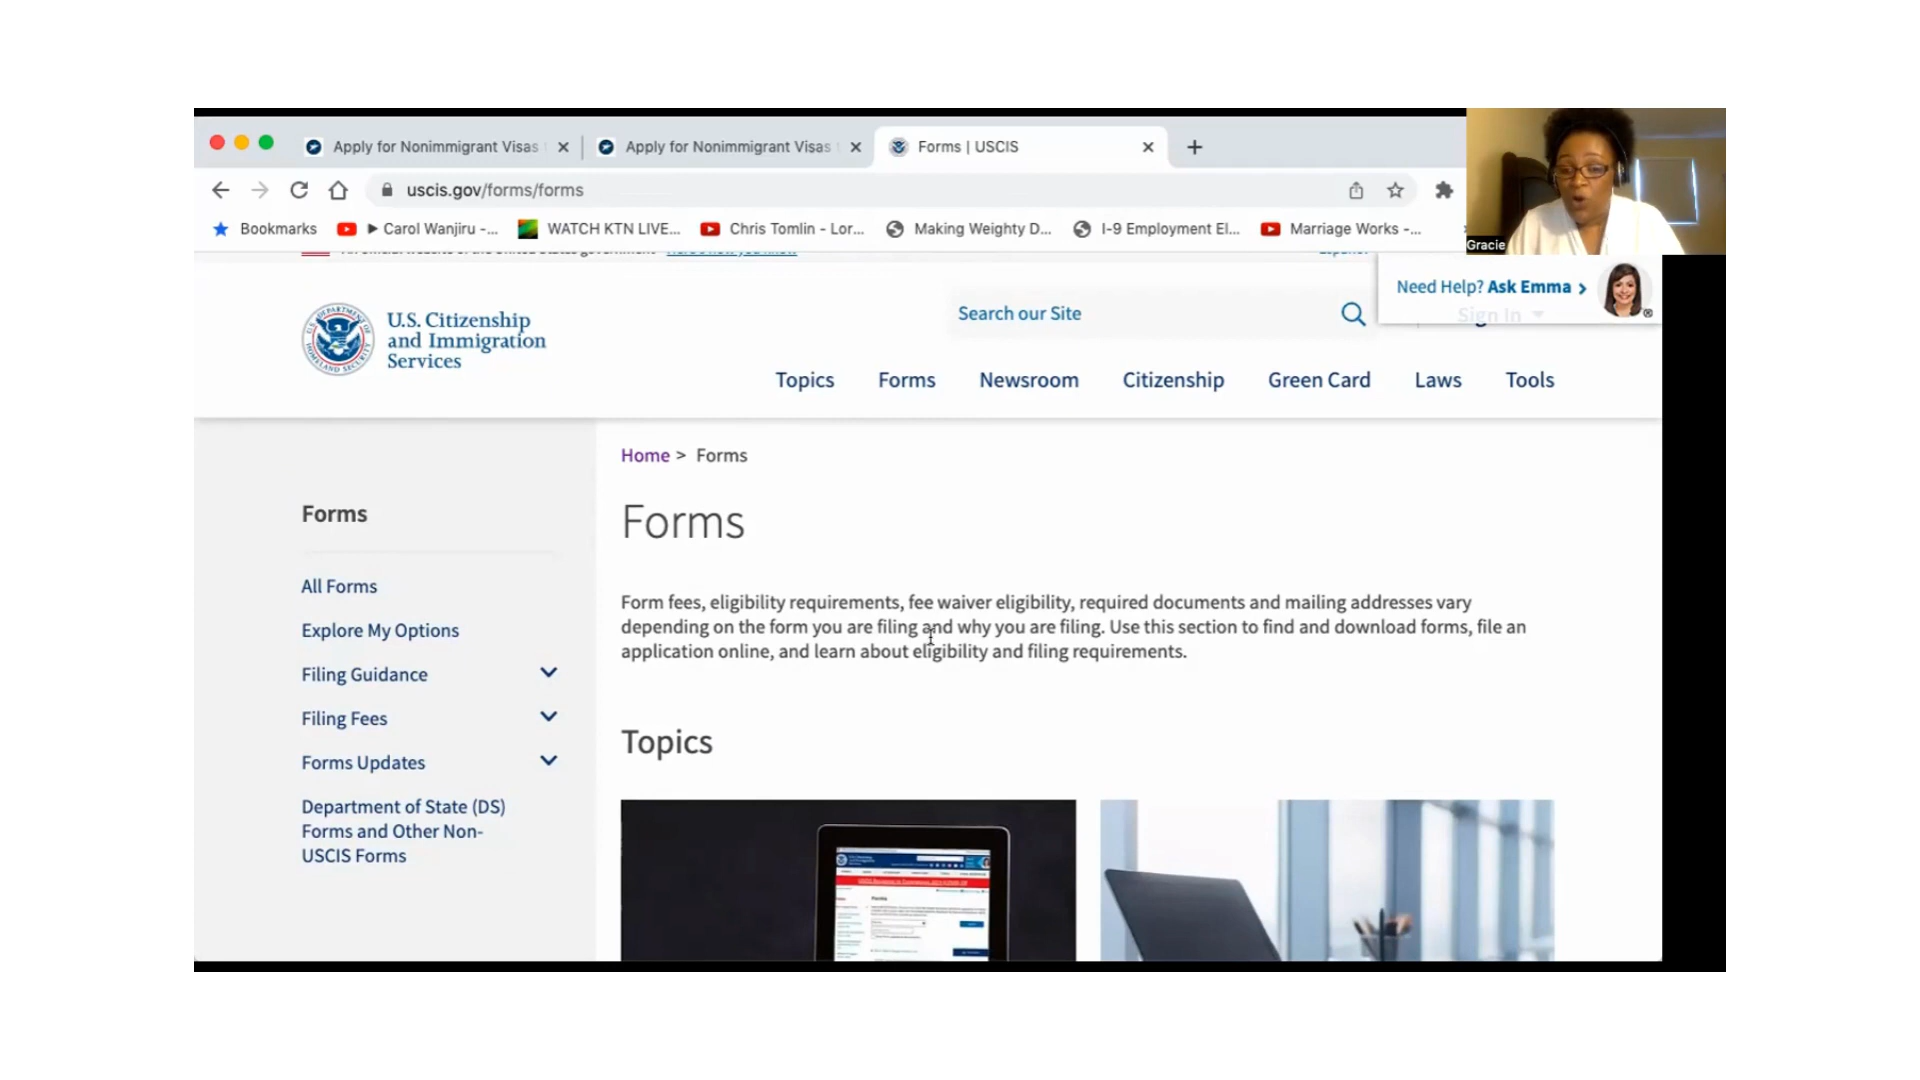 Apply for Nonimmigrant Visas
Apply for Nonimmigrant Visas
Forms | USCIS
uscis.gov/forms/forms
Bookmarks
Carol Wanjiru -...
WATCH KTN LIVE...
Chris Tomlin - Lor...
Making Weighty D...
I-9 Employment El...
Marriage Works -...
Gracie
Need Help? Ask Emma
Sign In
U.S. Citizenship
and Immigration
Services
Search our Site
Topics
Forms
Newsroom
Citizenship
Green Card
Laws
Tools
Home > Forms
Forms
All Forms
Explore My Options
Filing Guidance
Filing Fees
Forms Updates
Department of State (DS)
Forms and Other Non-
USCIS Forms
Forms
Form fees, eligibility requirements, fee waiver eligibility, required documents and mailing addresses vary
depending on the form you are filing and why you are filing. Use this section to find and download forms, file an
application online, and learn about eligibility and filing requirements.
Topics